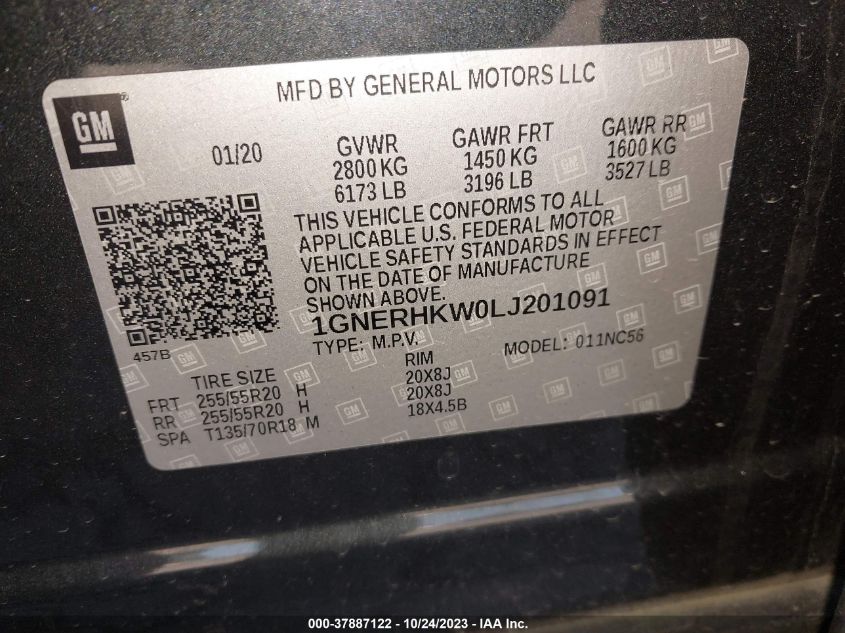 MFD BY GENERAL MOTORS LLC
GM
01/20
GVWR
2800 KG
6173 LB
GAWR FRT
1450 KG
3196 LB
GAWR RR
1600 KG
3527 LB
THIS VEHICLE CONFORMS TO ALL
APPLICABLE U.S. FEDERAL MOTOR
VEHICLE SAFETY STANDARDS IN EFFECT
ON THE DATE OF MANUFACTURE
SHOWN ABOVE.
1GNERHKW0LJ201091
457B
TYPE: M.P.V.
MODEL: 011NC56
TIRE SIZE RIM
FRT 255/55R20 H 20X8J
RR 255/55R20 H 20X8J
SPA T135/70R18 M 18X4.5B
000-37887122 - 10/24/2023 - IAA Inc.